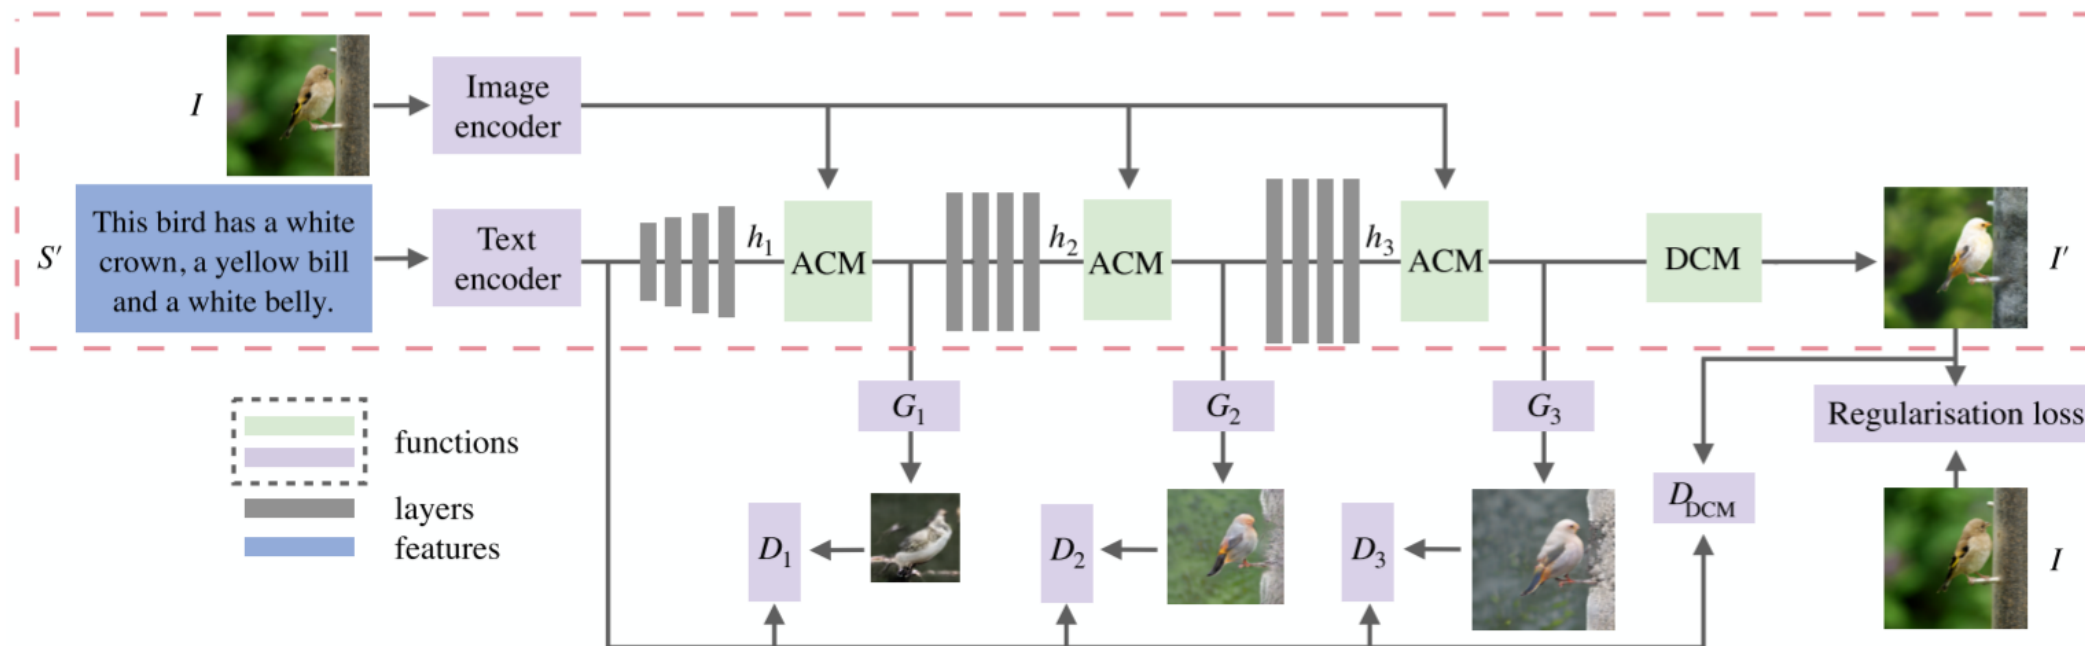 I
Image
encoder
S′
This bird has a white
crown, a yellow bill
and a white belly.
Text
encoder
h₁
ACM
h₂
ACM
h₃
ACM
DCM
I′
functions
layers
features
G₁
G₂
G₃
Regularisation loss
D₁
D₂
D₃
D_DCM
I